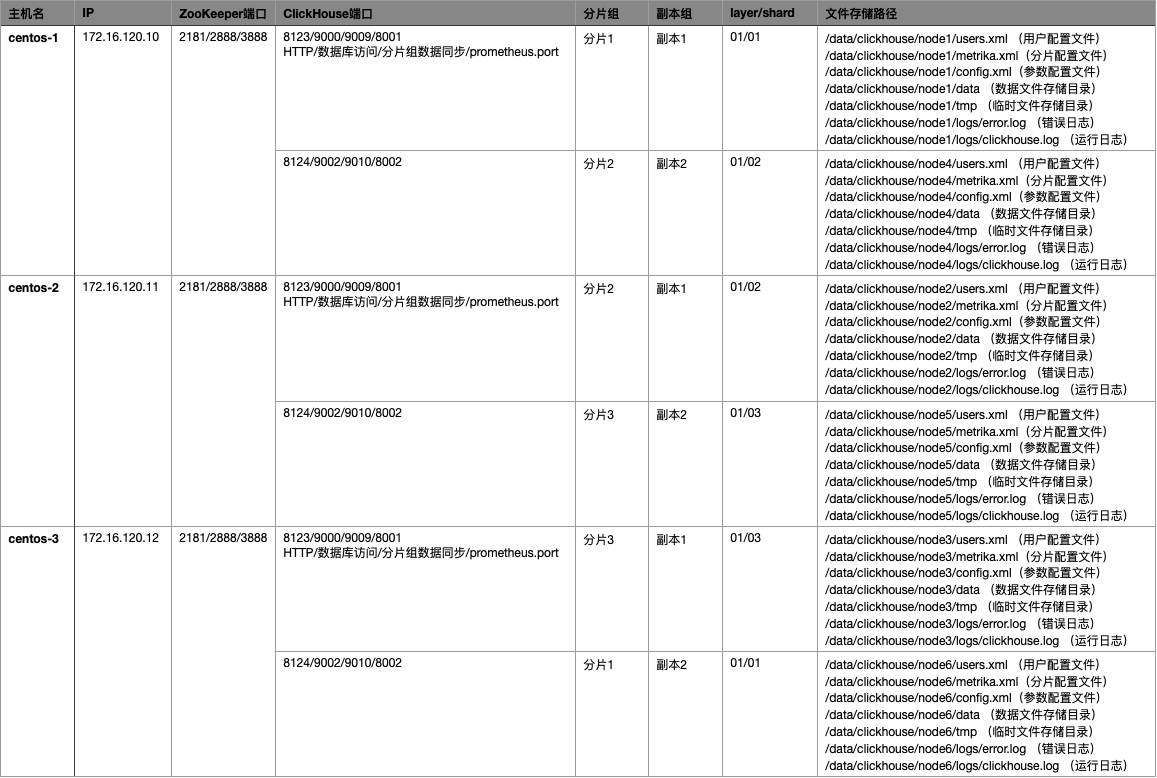 主机名 IP ZooKeeper端口 ClickHouse端口 分片组 副本组 layer/shard 文件存储路径
centos-1 172.16.120.10 2181/2888/3888 8123/9000/9009/8001 分片1 副本1 01/01 /data/clickhouse/node1/users.xml （用户配置文件）
HTTP/数据库访问/分片组数据同步/prometheus.port /data/clickhouse/node1/metrika.xml（分片配置文件）
/data/clickhouse/node1/config.xml（参数配置文件）
/data/clickhouse/node1/data （数据文件存储目录）
/data/clickhouse/node1/tmp （临时文件存储目录）
/data/clickhouse/node1/logs/error.log （错误日志）
/data/clickhouse/node1/logs/clickhouse.log （运行日志）
8124/9002/9010/8002 分片2 副本2 01/02 /data/clickhouse/node4/users.xml （用户配置文件）
/data/clickhouse/node4/metrika.xml（分片配置文件）
/data/clickhouse/node4/config.xml（参数配置文件）
/data/clickhouse/node4/data （数据文件存储目录）
/data/clickhouse/node4/tmp （临时文件存储目录）
/data/clickhouse/node4/logs/error.log （错误日志）
/data/clickhouse/node4/logs/clickhouse.log （运行日志）
centos-2 172.16.120.11 2181/2888/3888 8123/9000/9009/8001 分片2 副本1 01/02 /data/clickhouse/node2/users.xml （用户配置文件）
HTTP/数据库访问/分片组数据同步/prometheus.port /data/clickhouse/node2/metrika.xml（分片配置文件）
/data/clickhouse/node2/config.xml（参数配置文件）
/data/clickhouse/node2/data （数据文件存储目录）
/data/clickhouse/node2/tmp （临时文件存储目录）
/data/clickhouse/node2/logs/error.log （错误日志）
/data/clickhouse/node2/logs/clickhouse.log （运行日志）
8124/9002/9010/8002 分片3 副本2 01/03 /data/clickhouse/node5/users.xml （用户配置文件）
/data/clickhouse/node5/metrika.xml（分片配置文件）
/data/clickhouse/node5/config.xml（参数配置文件）
/data/clickhouse/node5/data （数据文件存储目录）
/data/clickhouse/node5/tmp （临时文件存储目录）
/data/clickhouse/node5/logs/error.log （错误日志）
/data/clickhouse/node5/logs/clickhouse.log （运行日志）
centos-3 172.16.120.12 2181/2888/3888 8123/9000/9009/8001 分片3 副本1 01/03 /data/clickhouse/node3/users.xml （用户配置文件）
HTTP/数据库访问/分片组数据同步/prometheus.port /data/clickhouse/node3/metrika.xml（分片配置文件）
/data/clickhouse/node3/config.xml（参数配置文件）
/data/clickhouse/node3/data （数据文件存储目录）
/data/clickhouse/node3/tmp （临时文件存储目录）
/data/clickhouse/node3/logs/error.log （错误日志）
/data/clickhouse/node3/logs/clickhouse.log （运行日志）
8124/9002/9010/8002 分片1 副本2 01/01 /data/clickhouse/node6/users.xml （用户配置文件）
/data/clickhouse/node6/metrika.xml（分片配置文件）
/data/clickhouse/node6/config.xml（参数配置文件）
/data/clickhouse/node6/data （数据文件存储目录）
/data/clickhouse/node6/tmp （临时文件存储目录）
/data/clickhouse/node6/logs/error.log （错误日志）
/data/clickhouse/node6/logs/clickhouse.log （运行日志）